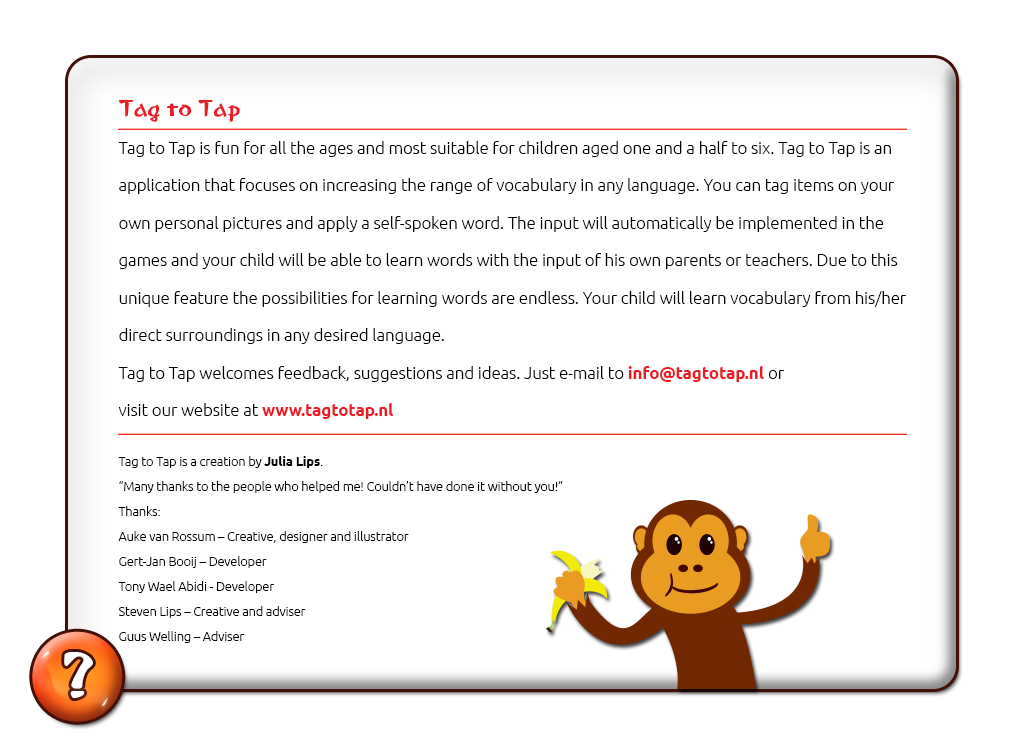 Tag to Tap
Tag to Tap is fun for all the ages and most suitable for children aged one and a half to six. Tag to Tap is an
application that focuses on increasing the range of vocabulary in any language. You can tag items on your
own personal pictures and apply a self-spoken word. The input will automatically be implemented in the
games and your child will be able to learn words with the input of his own parents or teachers. Due to this
unique feature the possibilities for learning words are endless. Your child will learn vocabulary from his/her
direct surroundings in any desired language.
Tag to Tap welcomes feedback, suggestions and ideas. Just e-mail to info@tagtotap.nl or
visit our website at www.tagtotap.nl
Tag to Tap is a creation by Julia Lips.
“Many thanks to the people who helped me! Couldn’t have done it without you!”
Thanks:
Auke van Rossum – Creative, designer and illustrator
Gert-Jan Booij – Developer
Tony Wael Abidi - Developer
Steven Lips – Creative and adviser
Guus Welling – Adviser
?